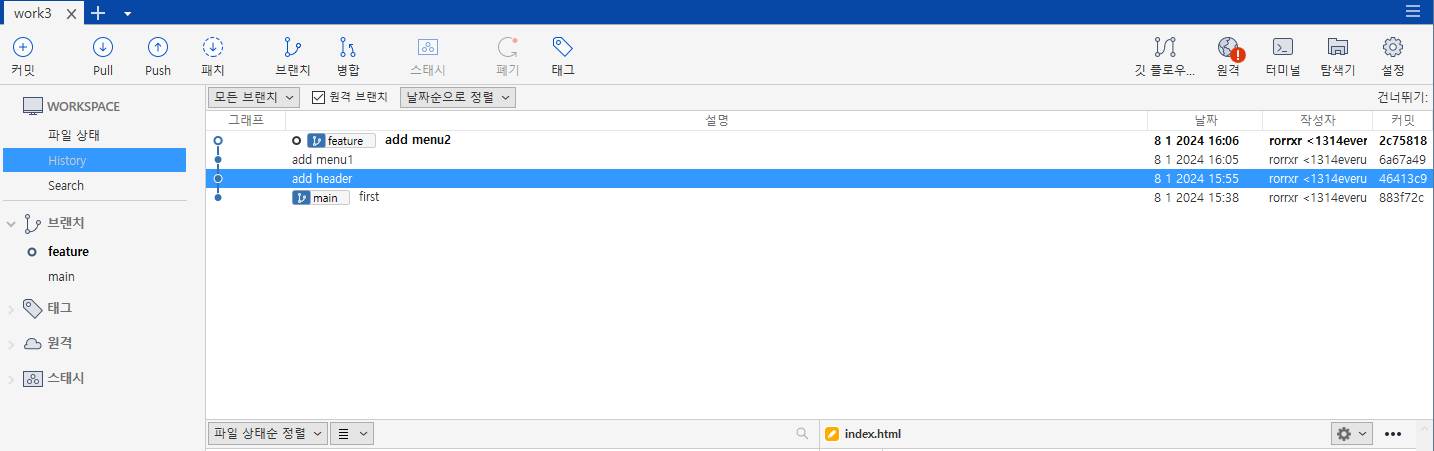 work3
커밋 Pull Push 패치 브랜치 병합 스태시 폐기 태그 깃 플로우... 원격 터미널 탐색기 설정
WORKSPACE
파일 상태
History
Search
브랜치
feature
main
태그
원격
스태시
모든 브랜치 원격 브랜치 날짜순으로 정렬 건너뛰기:
그래프 설명 날짜 작성자 커밋
feature add menu2 8 1 2024 16:06 rorrxr <1314ever 2c75818
add menu1 8 1 2024 16:05 rorrxr <1314everu 6a67a49
add header 8 1 2024 15:55 rorrxr <1314everu 46413c9
main first 8 1 2024 15:38 rorrxr <1314everu 883f72c
파일 상태순 정렬 index.html